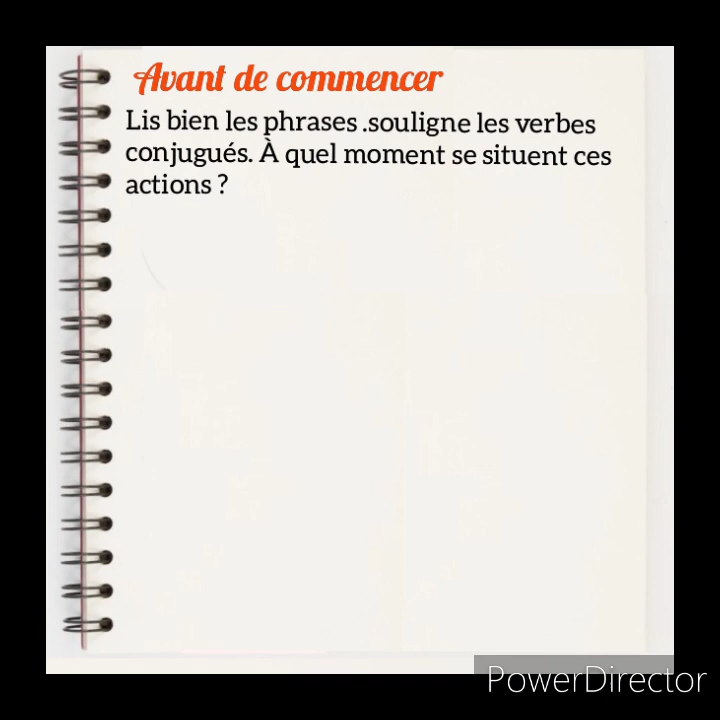 Avant de commencer
Lis bien les phrases .souligne les verbes
conjugués. À quel moment se situent ces
actions ?
PowerDirector